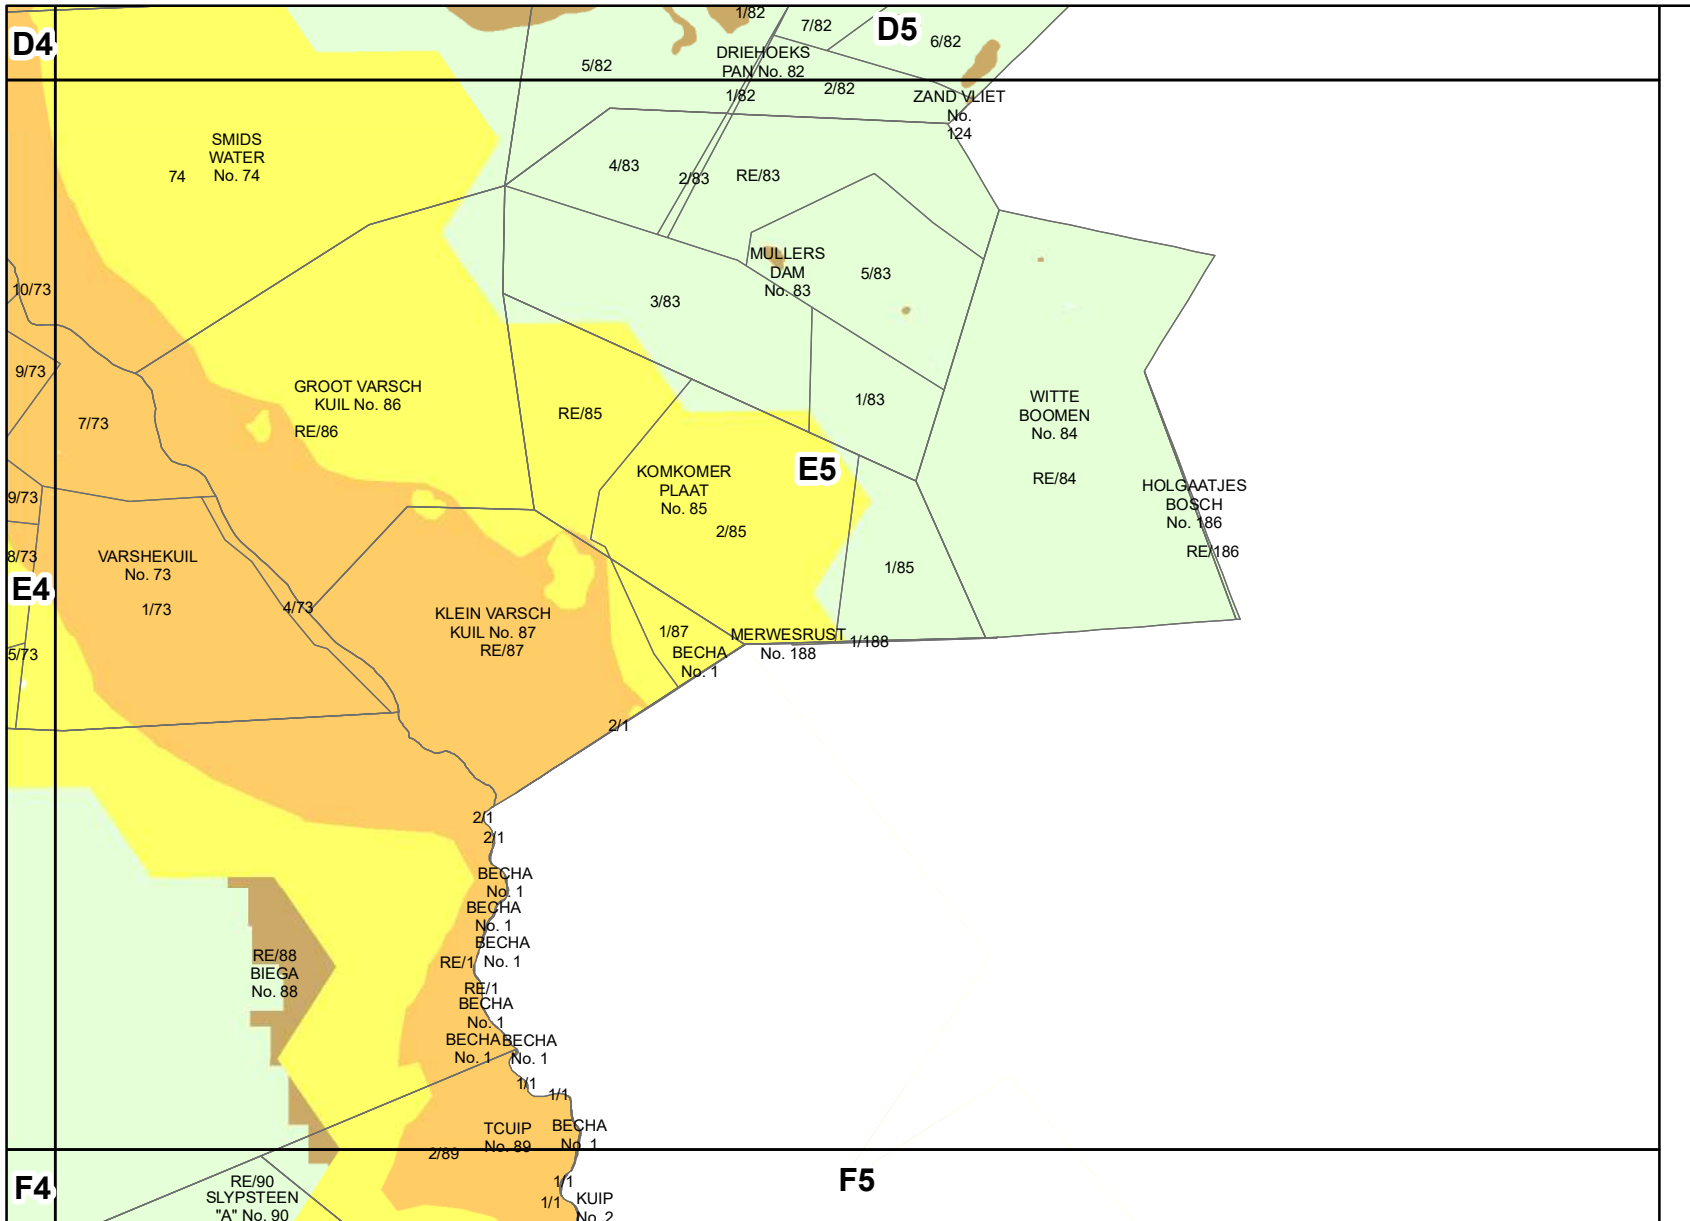 1/82
7/82
D5
D4
6/82
DRIEHOEKS
PAN No. 82
5/82
2/82
1/82
ZAND VLIET
No.
124
SMIDS
WATER
No. 74
74
4/83
2/83
RE/83
MULLERS
DAM
No. 83
5/83
10/73
3/83
9/73
GROOT VARSCH
KUIL No. 86
RE/86
7/73
RE/85
1/83
WITTE
BOOMEN
No. 84
RE/84
E5
KOMKOMER
PLAAT
No. 85
2/85
HOLGAATJES
BOSCH
No. 186
RE/186
9/73
8/73
VARSHEKUIL
No. 73
1/73
E4
4/73
1/85
KLEIN VARSCH
KUIL No. 87
RE/87
1/87
BECHA
No. 1
MERWESRUST
No. 188
1/188
5/73
2/1
2/1
2/1
BECHA
No. 1
BECHA
No. 1
BECHA
No. 1
RE/1
RE/88
BIEGA
No. 88
RE/1
BECHA
No. 1
BECHA
No. 1
BECHA
No. 1
1/1
1/1
TCUIP
No. 89
BECHA
No. 1
2/89
F4
RE/90
SLYPSTEEN
"A" No. 90
F5
1/1
1/1
KUIP
No. 2